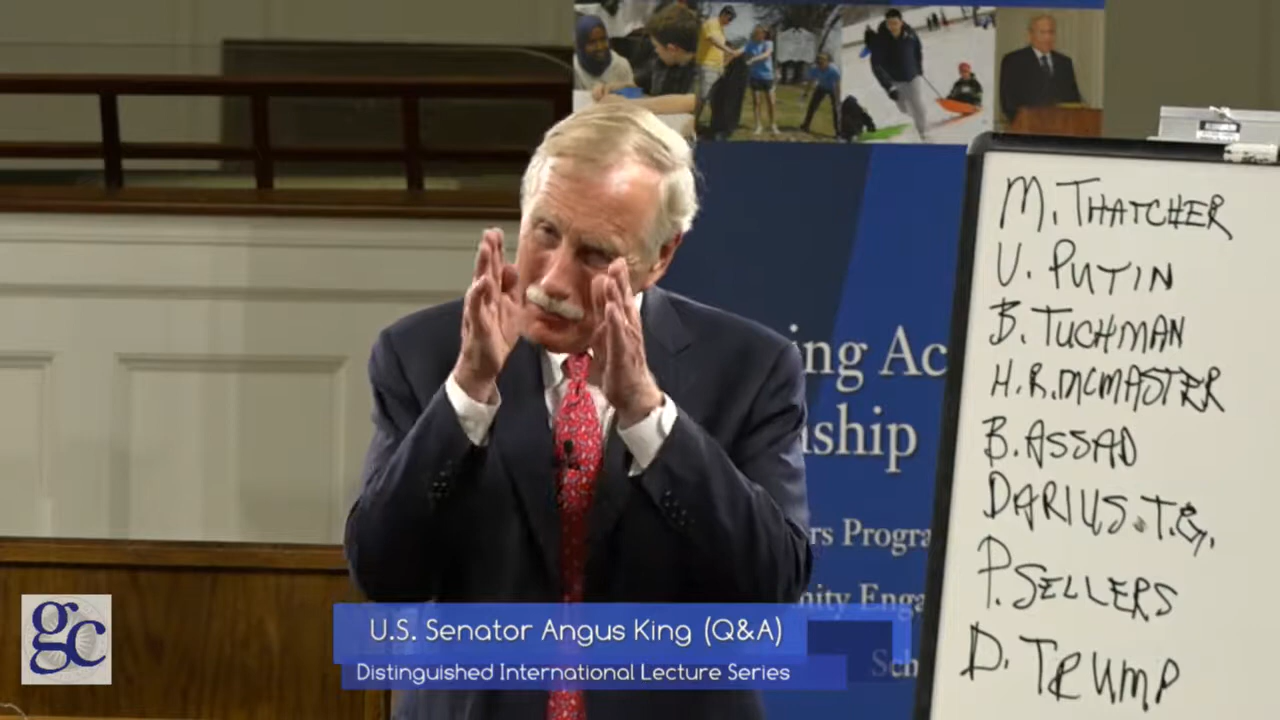 M. THATCHER
V. PUTIN
B. TUCHMAN
H.R. MCMASTER
B. ASSAD
DARIUS.T.G.
P. SELLERS
D. TRUMP
ing Ac
ship
rs Progra
nity Enga
Sch
gc
U.S. Senator Angus King (Q&A)
Distinguished International Lecture Series